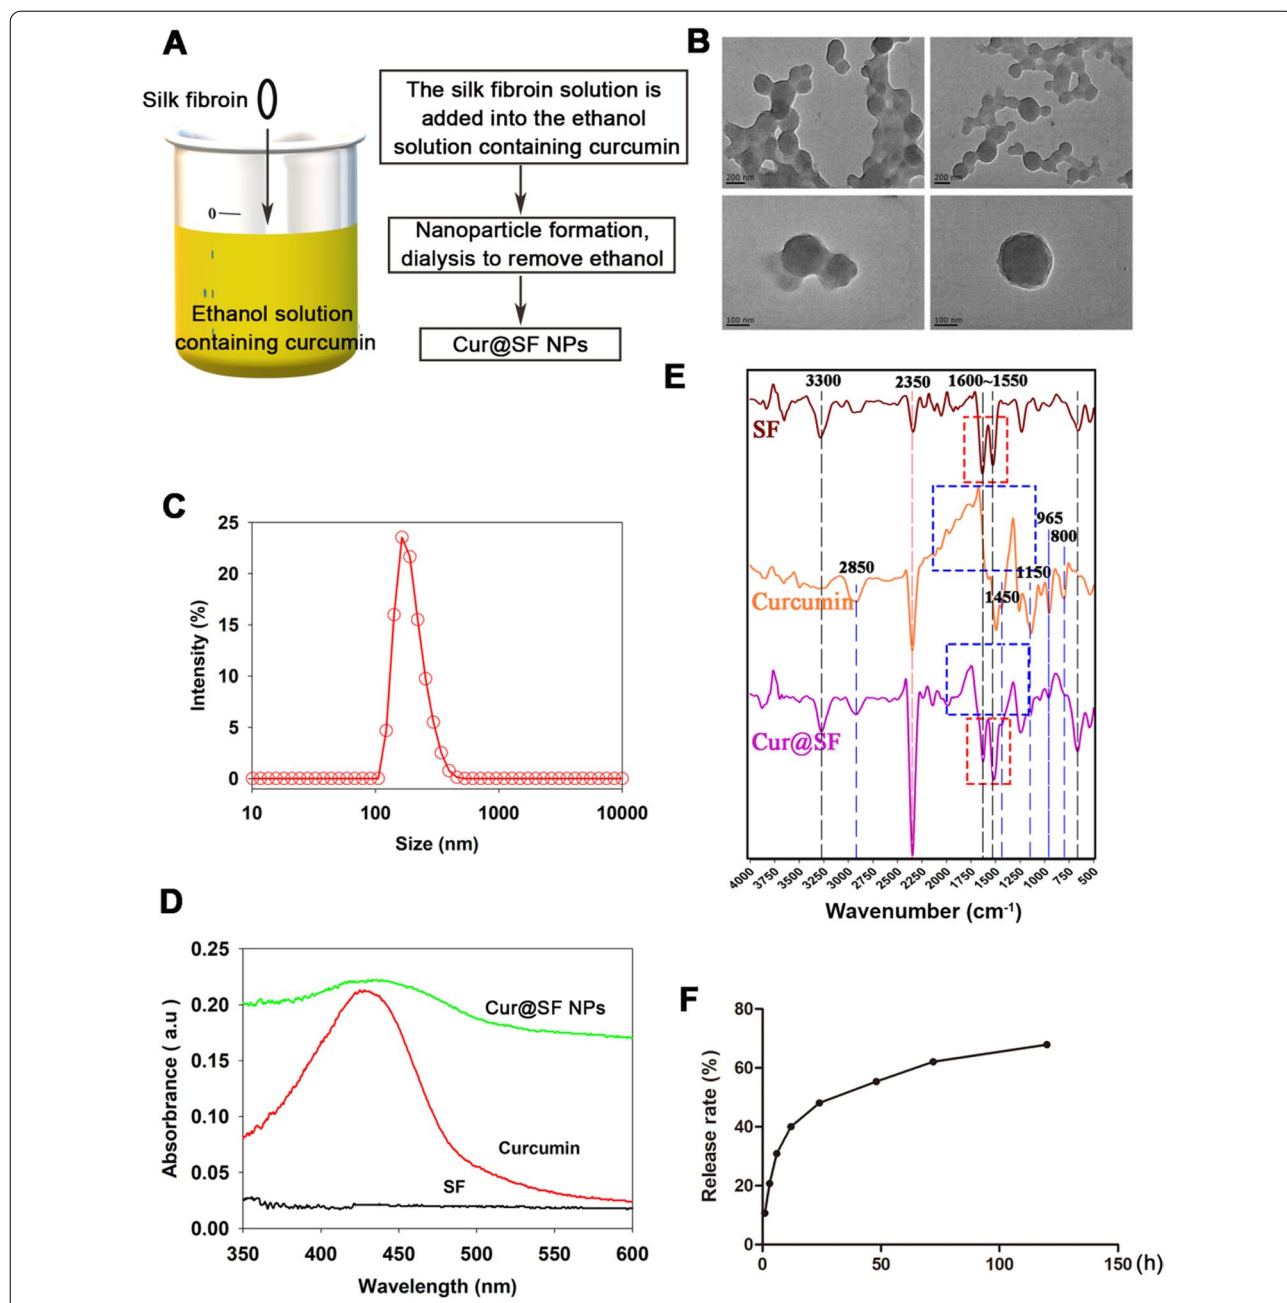 A
Silk fibroin
0
Ethanol solution
containing curcumin
The silk fibroin solution is
added into the ethanol
solution containing curcumin
Nanoparticle formation,
dialysis to remove ethanol
Cur@SF NPs
B
200 nm
200 nm
100 nm
100 nm
C
25
20
15
10
5
0
Intensity (%)
10 100 1000 10000
Size (nm)
D
0.25
0.20
0.15
0.10
0.05
0.00
Absorbrance ( a.u )
Cur@SF NPs
Curcumin
SF
350 400 450 500 550 600
Wavelength (nm)
E
3300 2350 1600~1550
SF
965
800
2850
1150
Curcumin
1450
Cur@SF
4000 3750 3500 3250 3000 2750 2500 2250 2000 1750 1500 1250 1000 750 500
Wavenumber (cm-1)
F
80
60
40
20
0
Release rate (%)
0 50 100 150 (h)